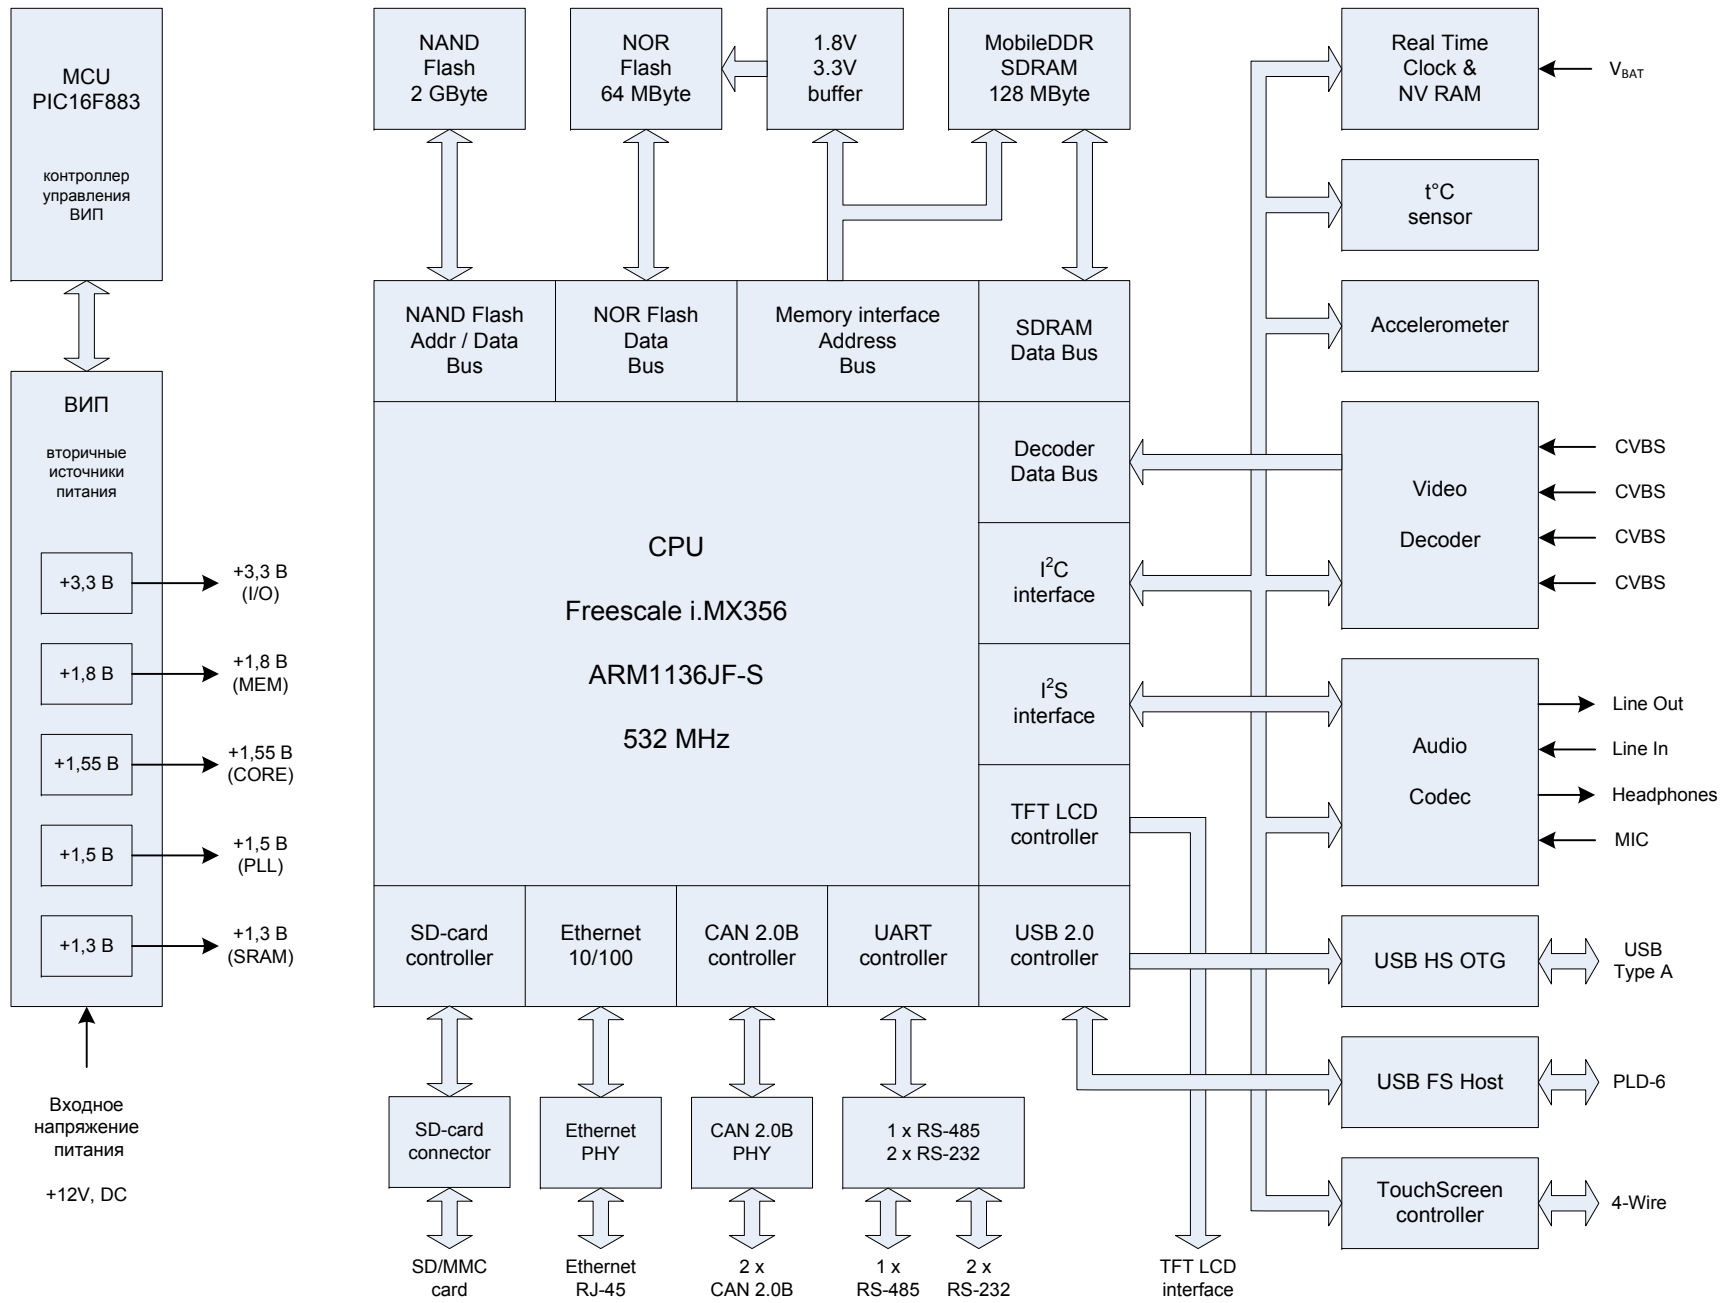 MCU
PIC16F883
контроллер
управления
ВИП
ВИП
вторичные
источники
питания
+3,3 В
+3,3 В
(I/O)
+1,8 В
+1,8 В
(MEM)
+1,55 В
+1,55 В
(CORE)
+1,5 В
+1,5 В
(PLL)
+1,3 В
+1,3 В
(SRAM)
Входное
напряжение
питания
+12V, DC
NAND
Flash
2 GByte
NOR
Flash
64 MByte
1.8V
3.3V
buffer
MobileDDR
SDRAM
128 MByte
NAND Flash
Addr / Data
Bus
NOR Flash
Data
Bus
Memory interface
Address
Bus
SDRAM
Data Bus
CPU
Freescale i.MX356
ARM1136JF-S
532 MHz
Decoder
Data Bus
I²C
interface
I²S
interface
TFT LCD
controller
SD-card
controller
Ethernet
10/100
CAN 2.0B
controller
UART
controller
USB 2.0
controller
SD-card
connector
Ethernet
PHY
CAN 2.0B
PHY
1 x RS-485
2 x RS-232
SD/MMC
card
Ethernet
RJ-45
2 x
CAN 2.0B
1 x
RS-485
2 x
RS-232
TFT LCD
interface
Real Time
Clock &
NV RAM
V_BAT
t°C
sensor
Accelerometer
Video
Decoder
CVBS
CVBS
CVBS
CVBS
Audio
Codec
Line Out
Line In
Headphones
MIC
USB HS OTG
USB
Type A
USB FS Host
PLD-6
TouchScreen
controller
4-Wire